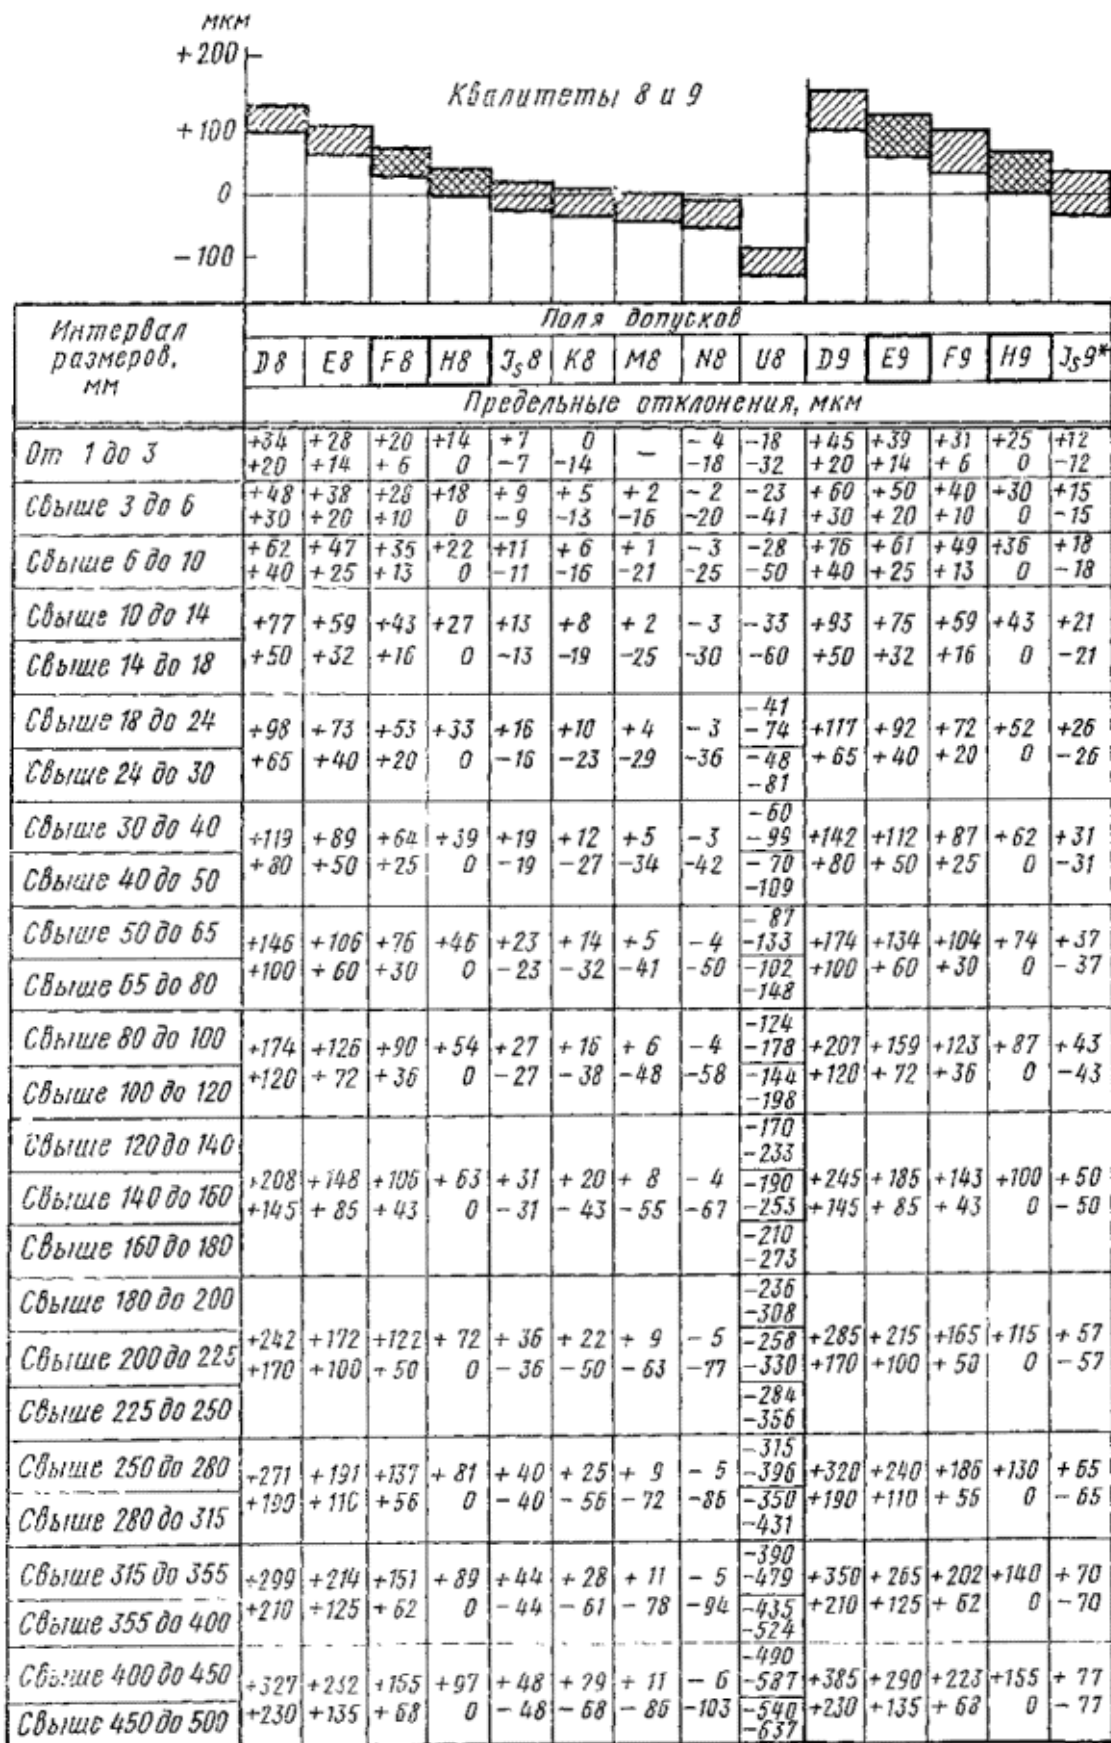 мкм
+200
Квалитеты 8 и 9
+100
0
-100
Интервал размеров, мм
Поля допусков
D8 E8 F8 H8 Js8 K8 M8 N8 U8 D9 E9 F9 H9 Js9*
Предельные отклонения, мкм
От 1 до 3
+34 +28 +20 +14 +7 0 — -4 -18 +45 +39 +31 +25 +12
+20 +14 +6 0 -7 -14 -18 -32 +20 +14 +6 0 -12
Свыше 3 до 6
+48 +38 +28 +18 +9 +5 +2 -2 -23 +60 +50 +40 +30 +15
+30 +20 +10 0 -9 -13 -16 -20 -41 +30 +20 +10 0 -15
Свыше 6 до 10
+62 +47 +35 +22 +11 +6 +1 -3 -28 +76 +61 +49 +36 +18
+40 +25 +13 0 -11 -16 -21 -25 -50 +40 +25 +13 0 -18
Свыше 10 до 14
+77 +59 +43 +27 +13 +8 +2 -3 -33 +93 +75 +59 +43 +21
Свыше 14 до 18
+50 +32 +16 0 -13 -19 -25 -30 -60 +50 +32 +16 0 -21
Свыше 18 до 24
-41
+98 +73 +53 +33 +16 +10 +4 -3 -74 +117 +92 +72 +52 +26
Свыше 24 до 30
+65 +40 +20 0 -16 -23 -29 -36 -48 +65 +40 +20 0 -26
-81
Свыше 30 до 40
-60
+119 +89 +64 +39 +19 +12 +5 -3 -99 +142 +112 +87 +62 +31
Свыше 40 до 50
+80 +50 +25 0 -19 -27 -34 -42 -70 +80 +50 +25 0 -31
-109
Свыше 50 до 65
-87
+146 +106 +76 +46 +23 +14 +5 -4 -133 +174 +134 +104 +74 +37
Свыше 65 до 80
+100 +60 +30 0 -23 -32 -41 -50 -102 +100 +60 +30 0 -37
-148
Свыше 80 до 100
-124
+174 +126 +90 +54 +27 +16 +6 -4 -178 +207 +159 +123 +87 +43
Свыше 100 до 120
+120 +72 +36 0 -27 -38 -48 -58 -144 +120 +72 +36 0 -43
-198
Свыше 120 до 140
-170
-233
Свыше 140 до 160
+208 +148 +106 +63 +31 +20 +8 -4 -190 +245 +185 +143 +100 +50
+145 +85 +43 0 -31 -43 -55 -67 -253 +145 +85 +43 0 -50
Свыше 160 до 180
-210
-273
Свыше 180 до 200
-236
-308
Свыше 200 до 225
+242 +172 +122 +72 +36 +22 +9 -5 -258 +285 +215 +165 +115 +57
+170 +100 +50 0 -36 -50 -63 -77 -330 +170 +100 +50 0 -57
Свыше 225 до 250
-284
-356
Свыше 250 до 280
-315
+271 +191 +137 +81 +40 +25 +9 -5 -396 +320 +240 +186 +130 +65
Свыше 280 до 315
+190 +110 +56 0 -40 -56 -72 -86 -350 +190 +110 +56 0 -65
-431
Свыше 315 до 355
-390
+299 +214 +151 +89 +44 +28 +11 -5 -479 +350 +265 +202 +140 +70
Свыше 355 до 400
+210 +125 +62 0 -44 -61 -78 -94 -435 +210 +125 +62 0 -70
-524
Свыше 400 до 450
-490
+327 +232 +165 +97 +48 +29 +11 -6 -587 +385 +290 +223 +155 +77
Свыше 450 до 500
+230 +135 +68 0 -48 -68 -86 -103 -540 +230 +135 +68 0 -77
-637